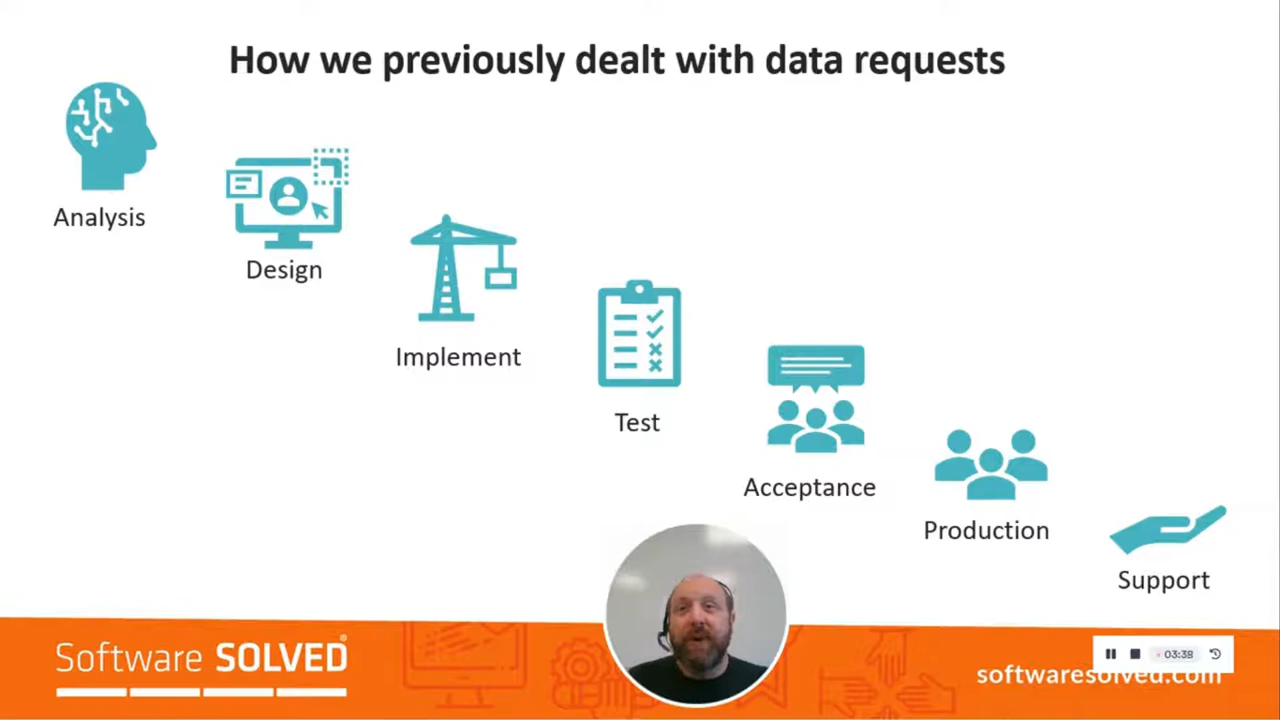 How we previously dealt with data requests
Analysis
Design
Implement
Test
Acceptance
Production
Support
Software SOLVED®
03:38
softwaresolved.com